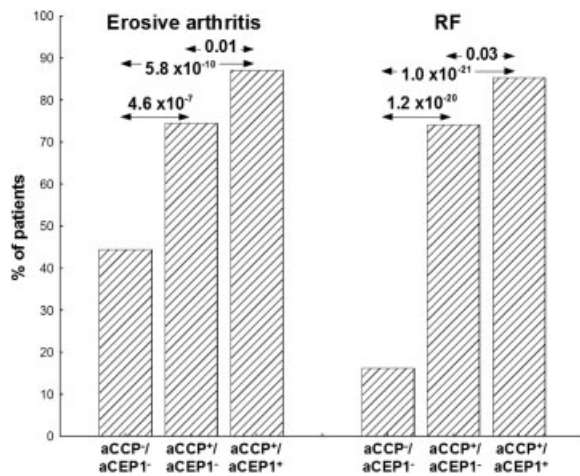 Erosive arthritis
RF
0.01
5.8 x10⁻¹⁰
4.6 x10⁻⁷
0.03
1.0 x10⁻²¹
1.2 x10⁻²⁰
% of patients
100
90
80
70
60
50
40
30
20
10
0
aCCP⁻/
aCEP1⁻
aCCP⁺/
aCEP1⁻
aCCP⁺/
aCEP1⁺
aCCP⁻/
aCEP1⁻
aCCP⁺/
aCEP1⁻
aCCP⁺/
aCEP1⁺